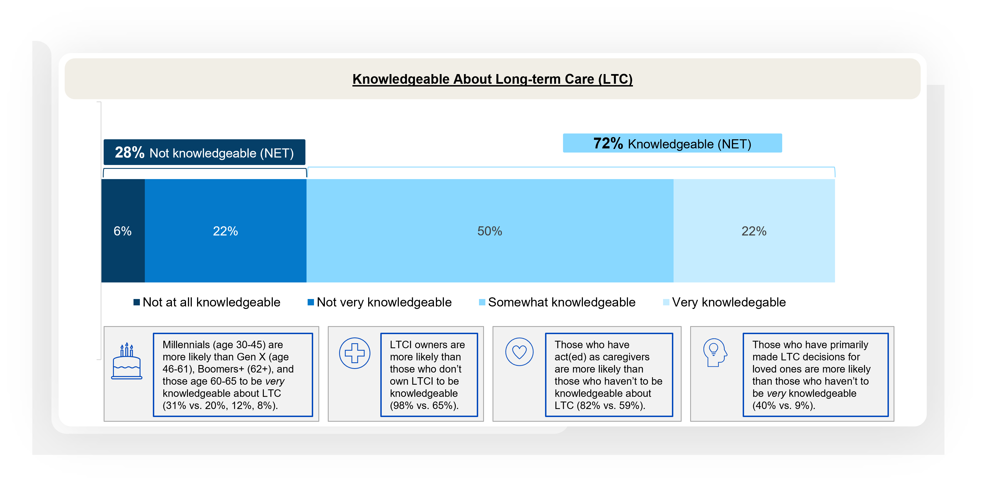 Knowledgeable About Long-term Care (LTC)
28% Not knowledgeable (NET)
72% Knowledgeable (NET)
6%
22%
50%
22%
Not at all knowledgeable
Not very knowledgeable
Somewhat knowledgeable
Very knowledegable
Millennials (age 30-45) are
more likely than Gen X (age
46-61), Boomers+ (62+), and
those age 60-65 to be very
knowledgeable about LTC
(31% vs. 20%, 12%, 8%).
LTCI owners are
more likely than
those who don’t
own LTCI to be
knowledgeable
(98% vs. 65%).
Those who have
act(ed) as caregivers
are more likely than
those who haven’t to be
knowledgeable about
LTC (82% vs. 59%).
Those who have primarily
made LTC decisions for
loved ones are more likely
than those who haven’t to
be very knowledgeable
(40% vs. 9%).